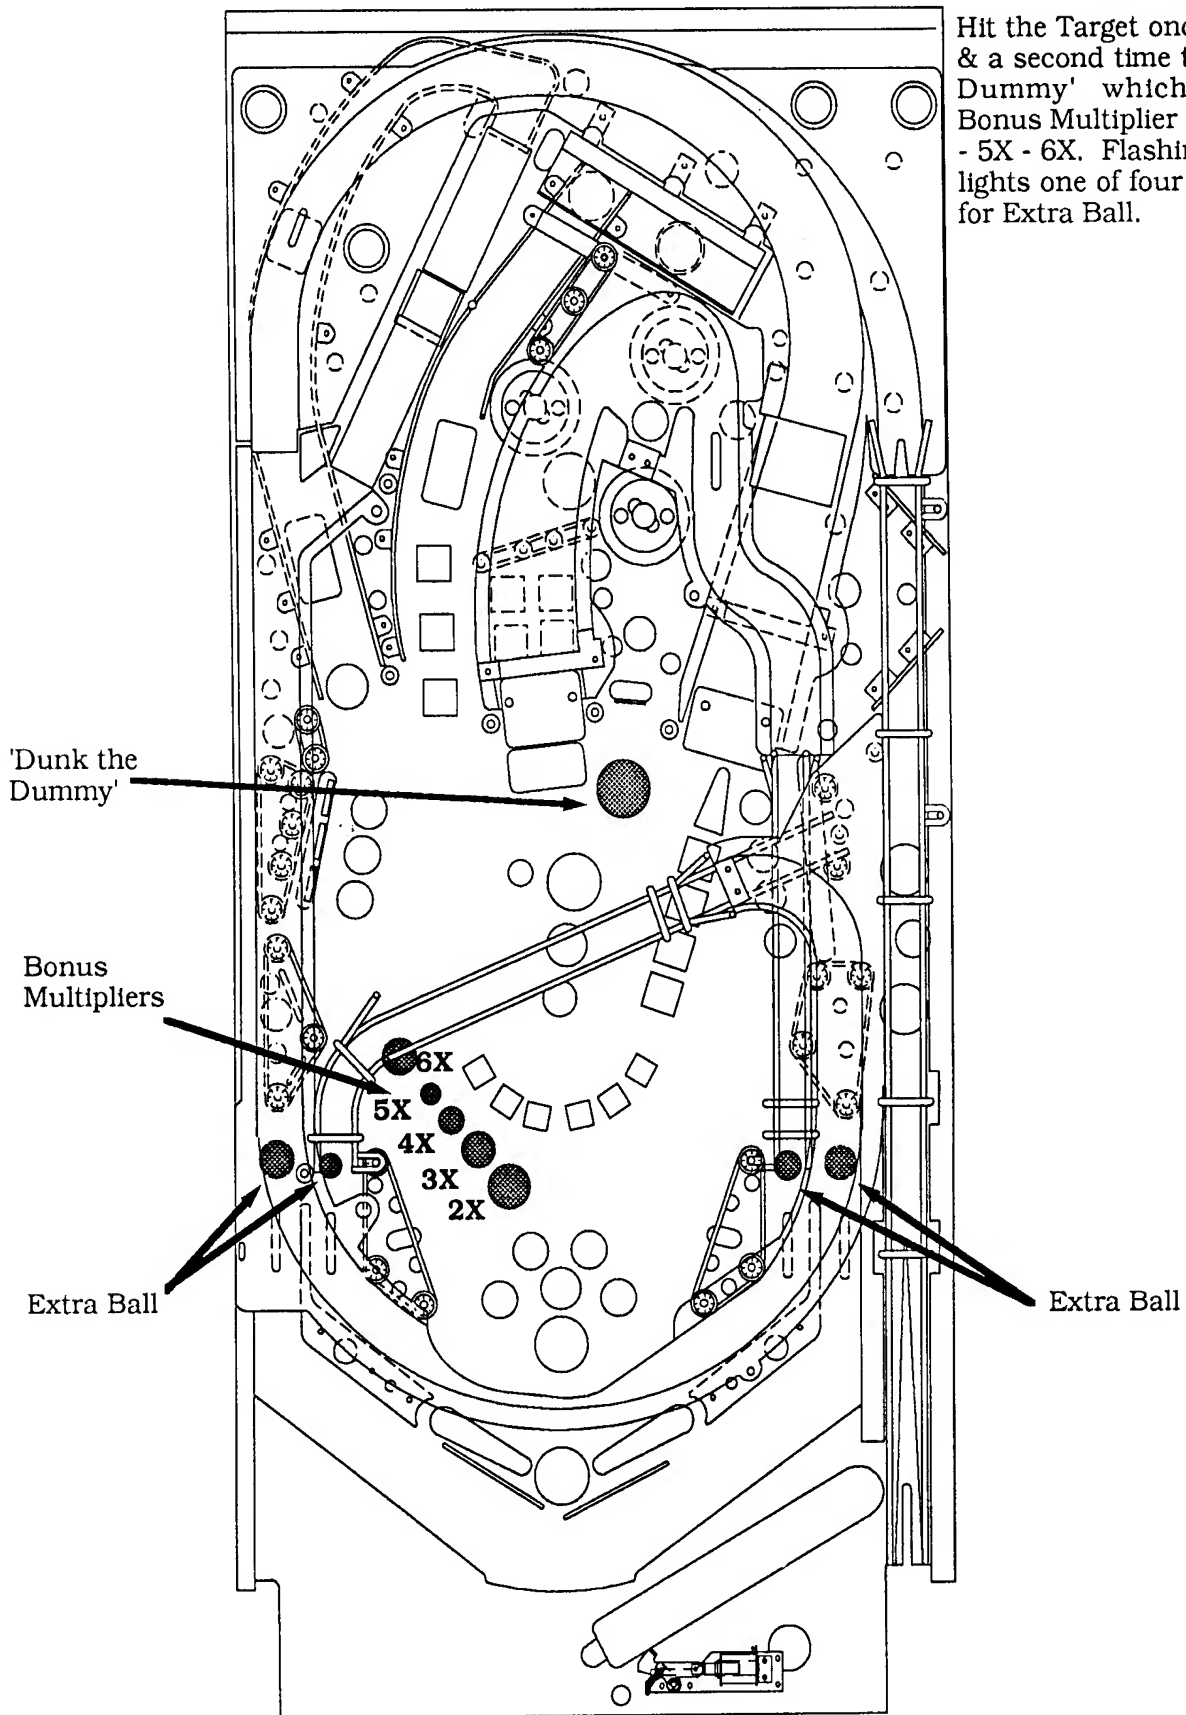 Hit the Target onc
& a second time t
Dummy' which
Bonus Multiplier
- 5X - 6X. Flashin
lights one of four
for Extra Ball.
'Dunk the
Dummy'
Bonus
Multipliers
6X
5X
4X
3X
2X
Extra Ball
Extra Ball